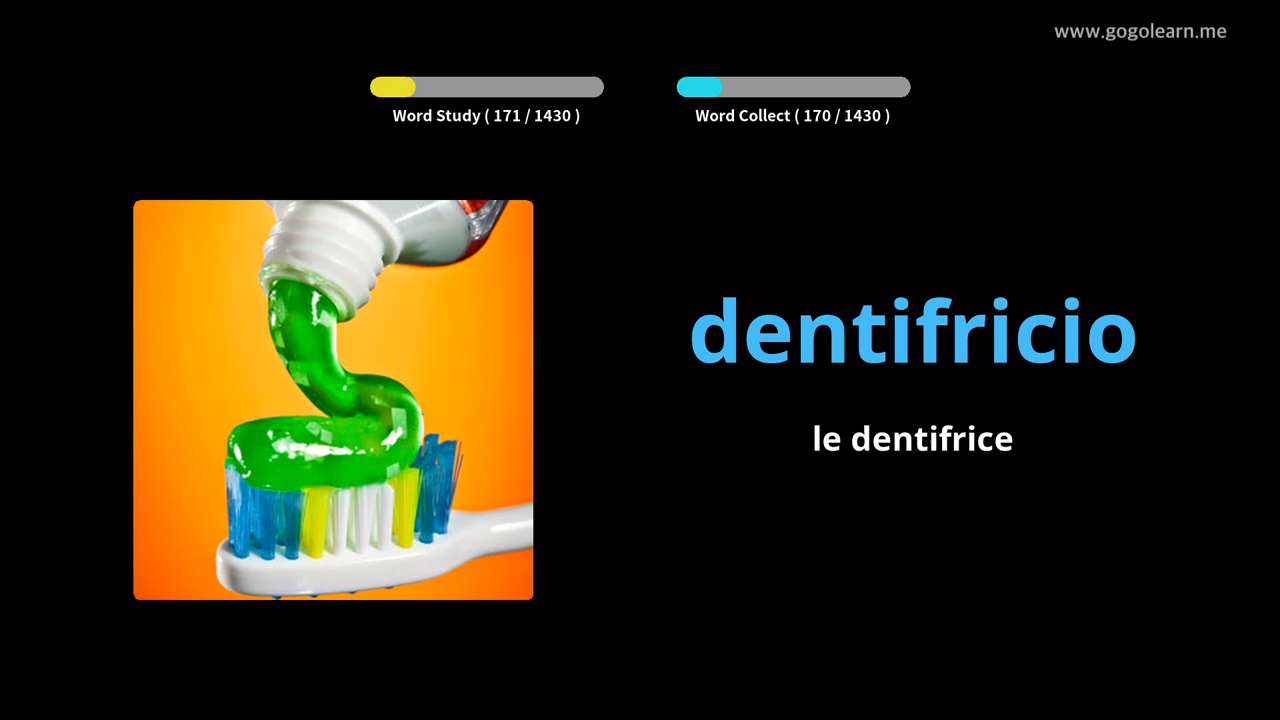 www.gogolearn.me
Word Study ( 171 / 1430 )
Word Collect ( 170 / 1430 )
dentifricio
le dentifrice